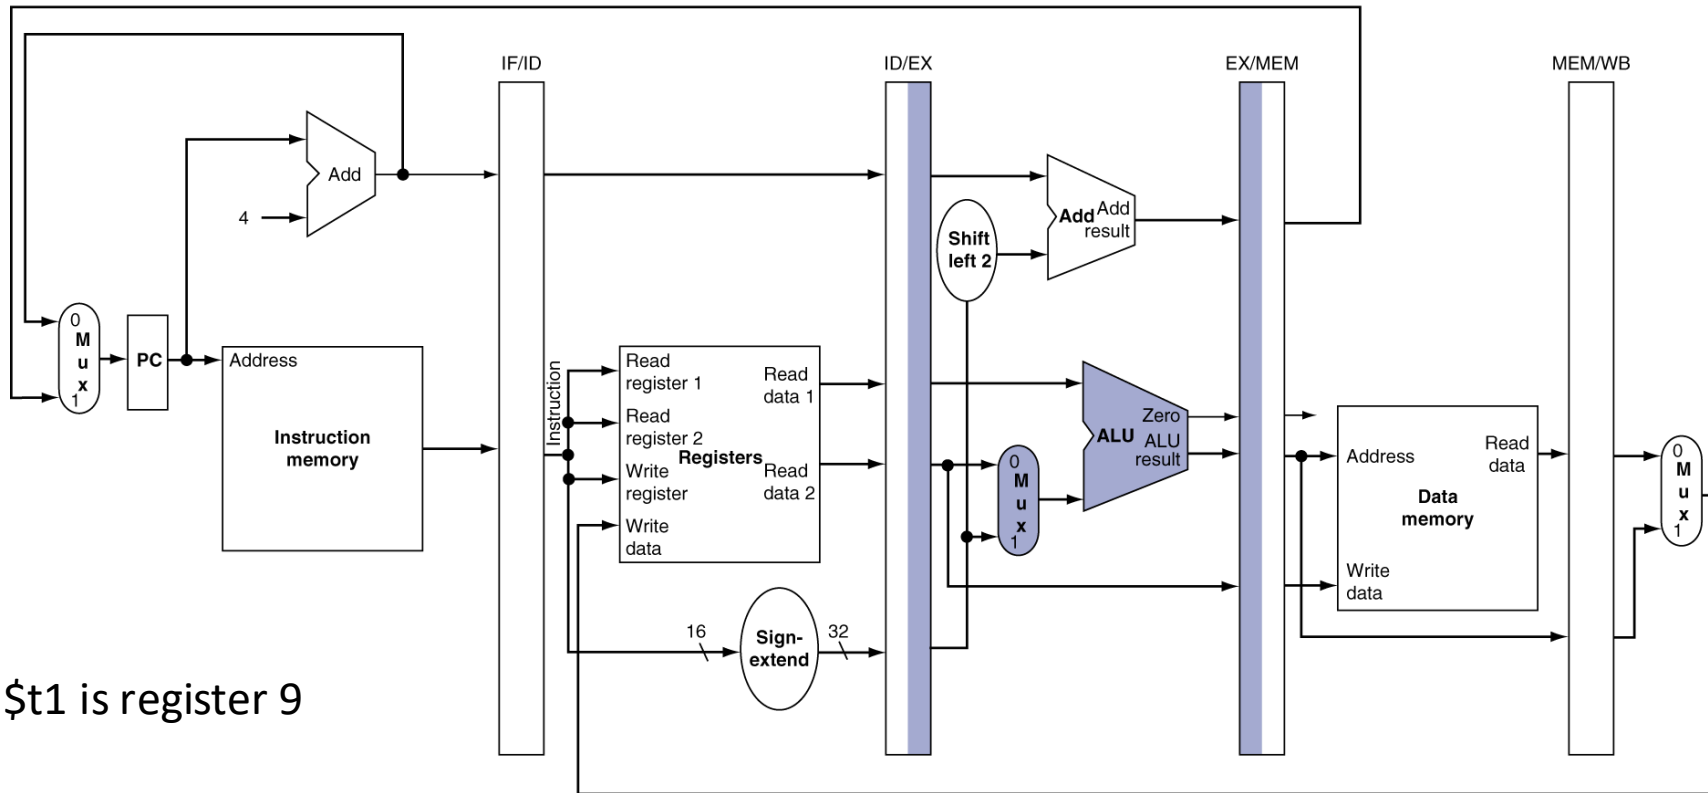 IF/ID
ID/EX
EX/MEM
MEM/WB
Add
4
Shift
left 2
Add
Add
result
0
M
u
x
1
PC
Address
Instruction
memory
Instruction
Read
register 1
Read
register 2
Write
register
Write
data
Registers
Read
data 1
Read
data 2
16
Sign-
extend
32
0
M
u
x
1
ALU
Zero
ALU
result
Address
Write
data
Data
memory
Read
data
0
M
u
x
1
$t1 is register 9